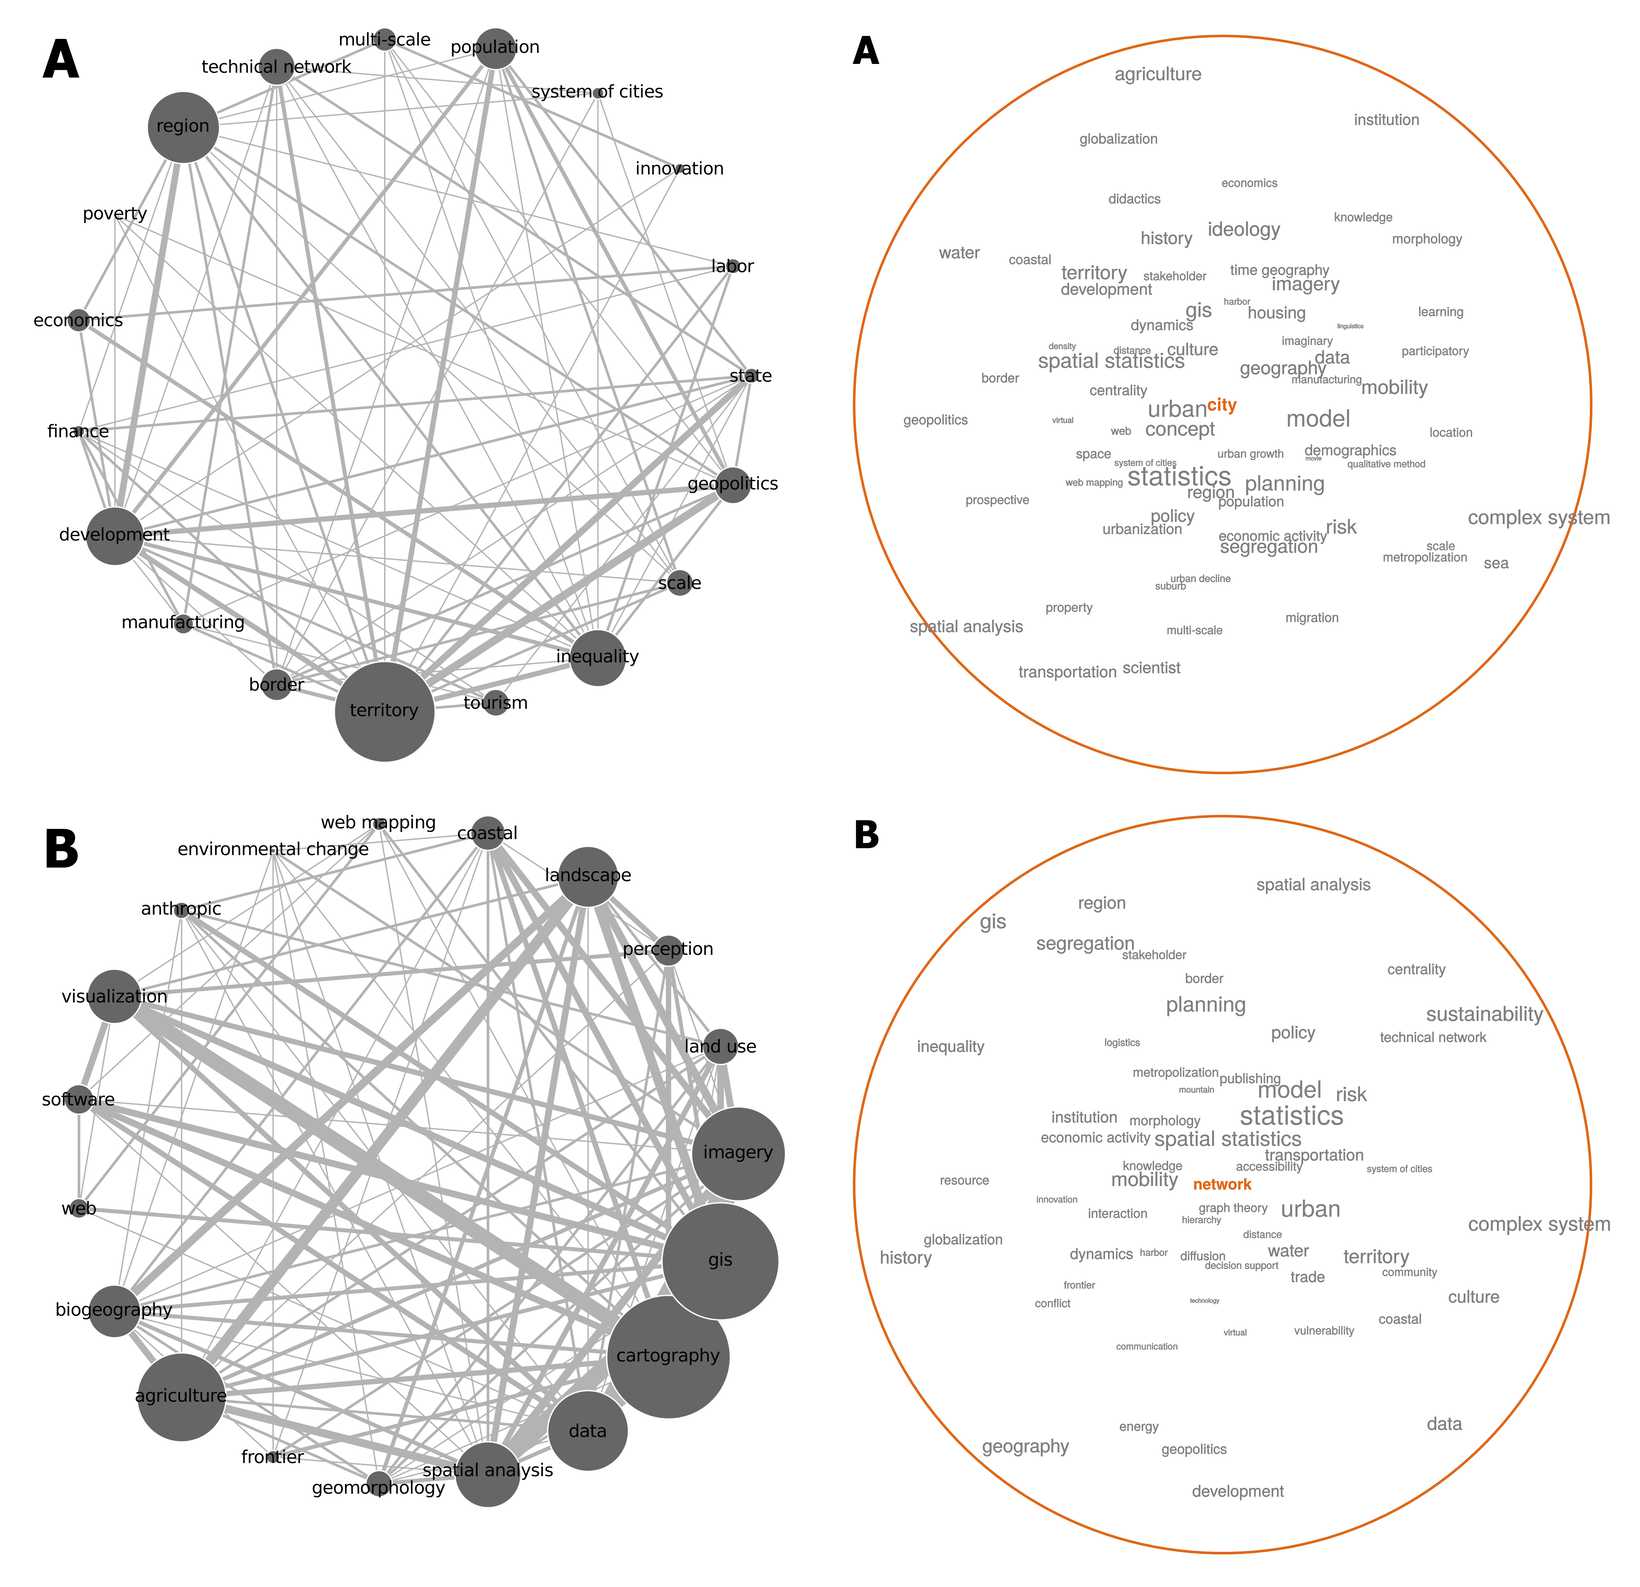 A
multi-scale
population
technical network
system of cities
region
innovation
poverty
labor
economics
state
finance
geopolitics
development
scale
manufacturing
inequality
border
territory
tourism
A
agriculture
institution
globalization
economics
didactics
knowledge
ideology
history
morphology
water
coastal
territory
stakeholder
time geography
development
imagery
harbor
gis
housing
learning
dynamics
linguistics
imaginary
density
distance
culture
participatory
spatial statistics
data
geography
border
manufacturing
mobility
centrality
urban
city
geopolitics
virtual
model
web
concept
location
space
urban growth
demographics
movie
system of cities
qualitative method
web mapping
statistics
planning
region
prospective
population
policy
complex system
urbanization
risk
economic activity
segregation
scale
metropolization
sea
urban decline
suburb
property
migration
spatial analysis
multi-scale
transportation
scientist
B
web mapping
coastal
environmental change
landscape
anthropic
perception
visualization
land use
software
imagery
web
gis
biogeography
cartography
agriculture
data
frontier
spatial analysis
geomorphology
B
spatial analysis
region
gis
segregation
stakeholder
centrality
border
planning
sustainability
policy
technical network
inequality
logistics
metropolization
publishing
mountain
model
risk
institution
morphology
statistics
economic activity
spatial statistics
transportation
knowledge
accessibility
system of cities
resource
mobility
network
innovation
interaction
graph theory
urban
hierarchy
complex system
globalization
distance
history
dynamics
harbor
diffusion
water
territory
decision support
community
trade
frontier
conflict
technology
culture
coastal
virtual
vulnerability
communication
energy
data
geography
geopolitics
development